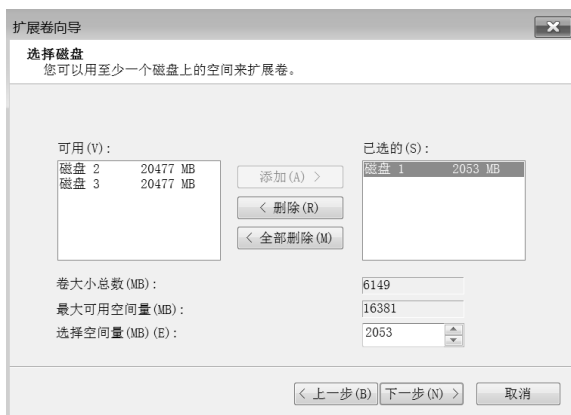 扩展卷向导
选择磁盘
您可以用至少一个磁盘上的空间来扩展卷。
可用(V):
已选的(S):
磁盘 2 20477 MB
磁盘 3 20477 MB
添加(A) >
< 删除(R)
< 全部删除(M)
磁盘 1 2053 MB
卷大小总数(MB): 6149
最大可用空间量(MB): 16381
选择空间量(MB)(E): 2053
< 上一步(B) 下一步(N) > 取消